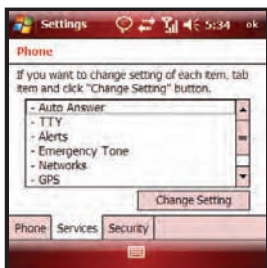 Settings 5:34 ok
Phone
If you want to change setting of each item, tab
item and click "Change Setting" button.
- Auto Answer
- TTY
- Alerts
- Emergency Tone
- Networks
- GPS
Change Setting
Phone Services Security